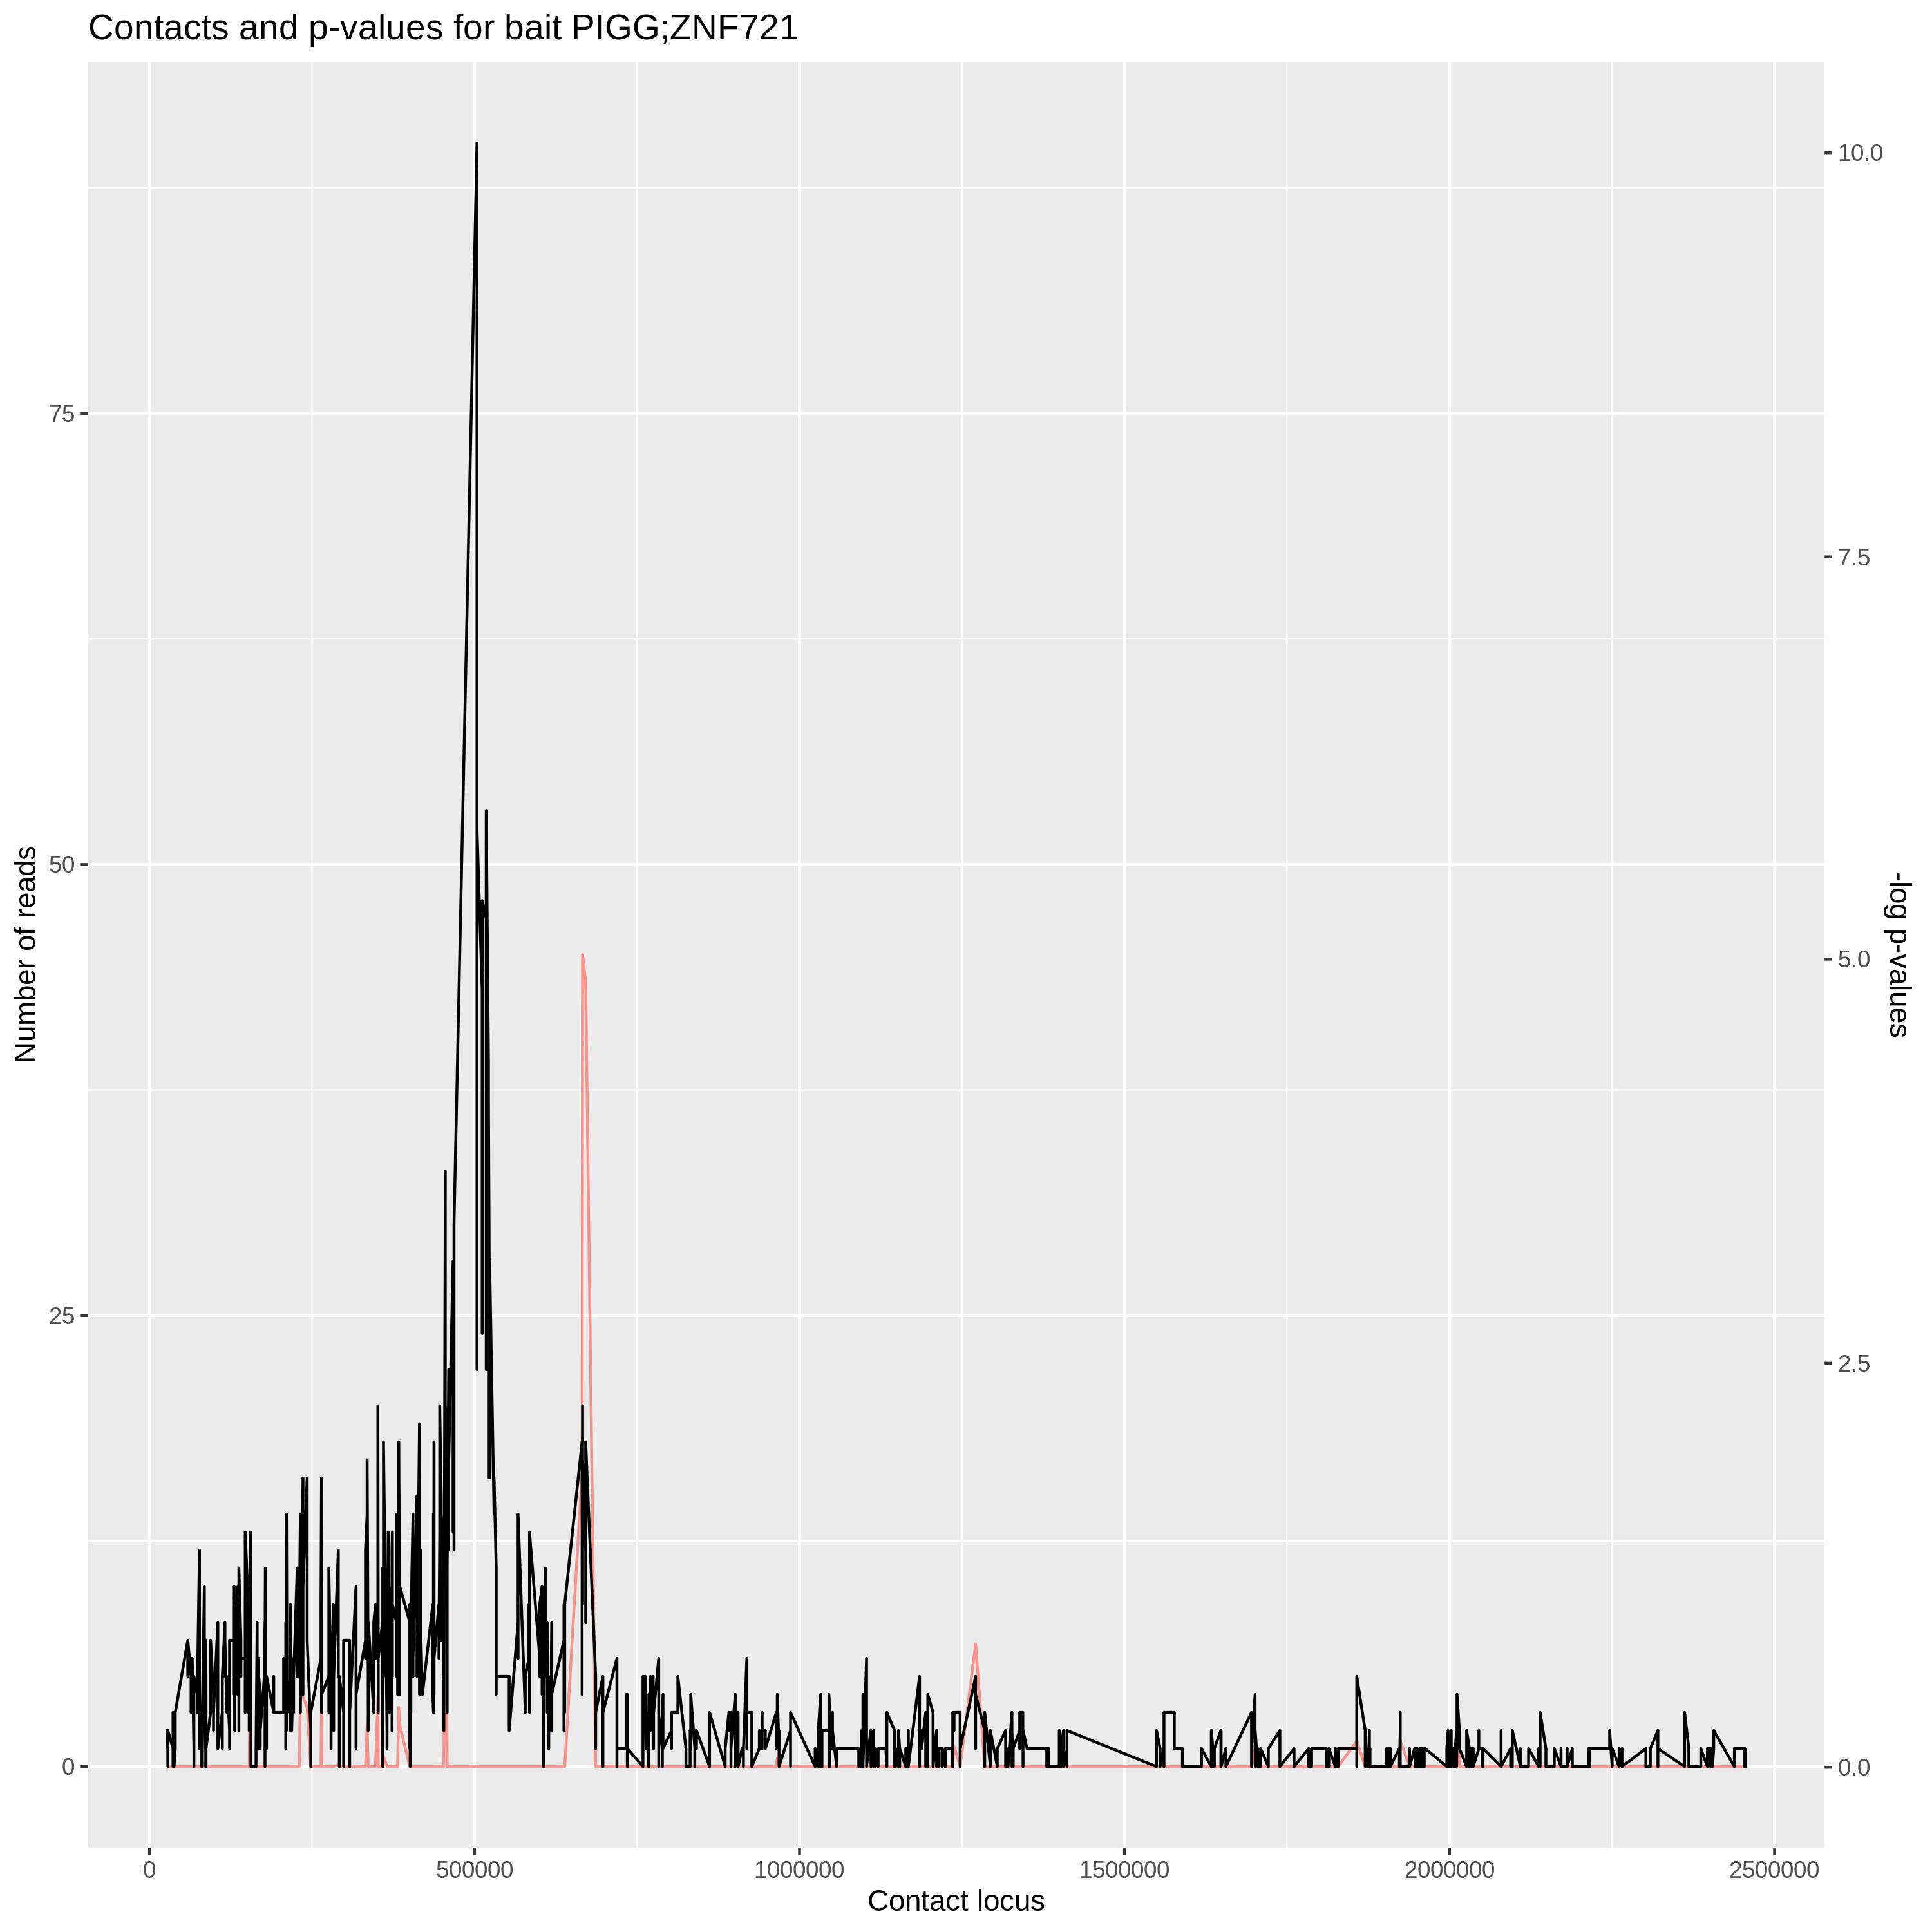 Contacts and p-values for bait PIGG;ZNF721
Number of reads
75
50
25
0
10.0
7.5
5.0
2.5
0.0
-log p-values
0 500000 1000000 1500000 2000000 2500000
Contact locus